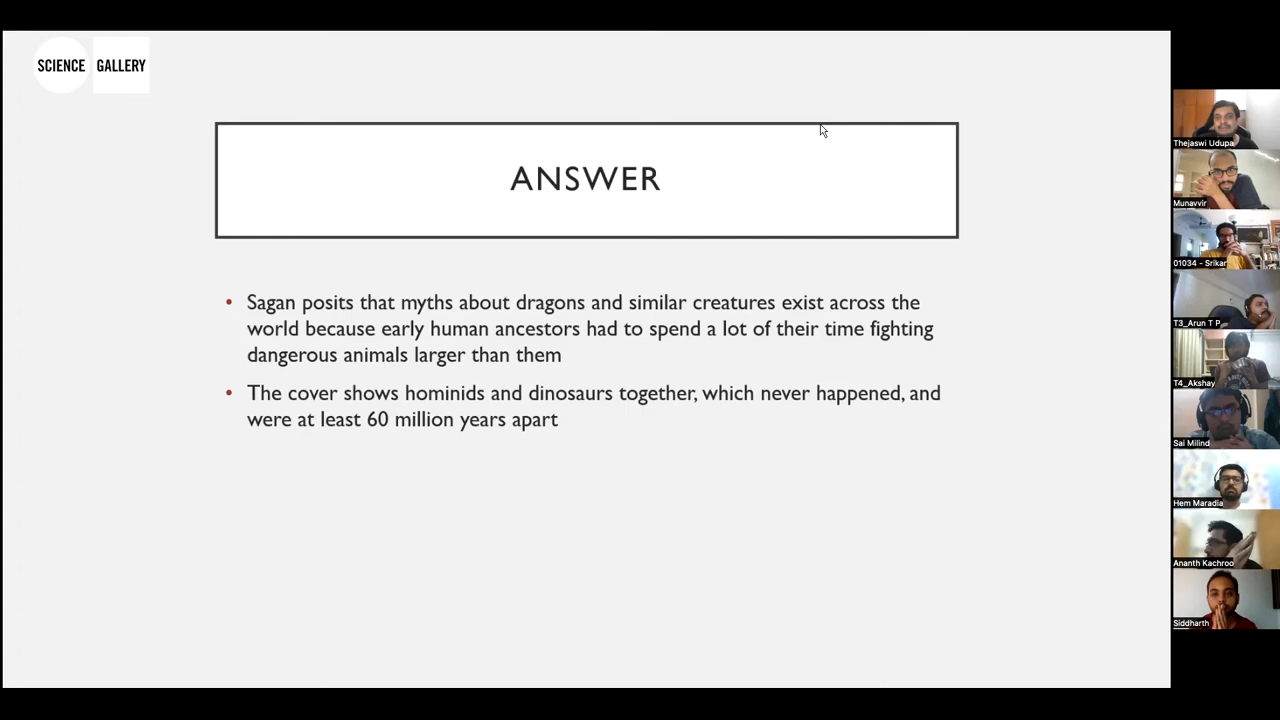 SCIENCE GALLERY
ANSWER
• Sagan posits that myths about dragons and similar creatures exist across the
world because early human ancestors had to spend a lot of their time fighting
dangerous animals larger than them
• The cover shows hominids and dinosaurs together, which never happened, and
were at least 60 million years apart
Thejaswi Udupa
Munavvir
01034 - Srikar
T3_Arun T P
T4_Akshay
Sai Milind
Hem Maradia
Ananth Kachroo
Siddharth